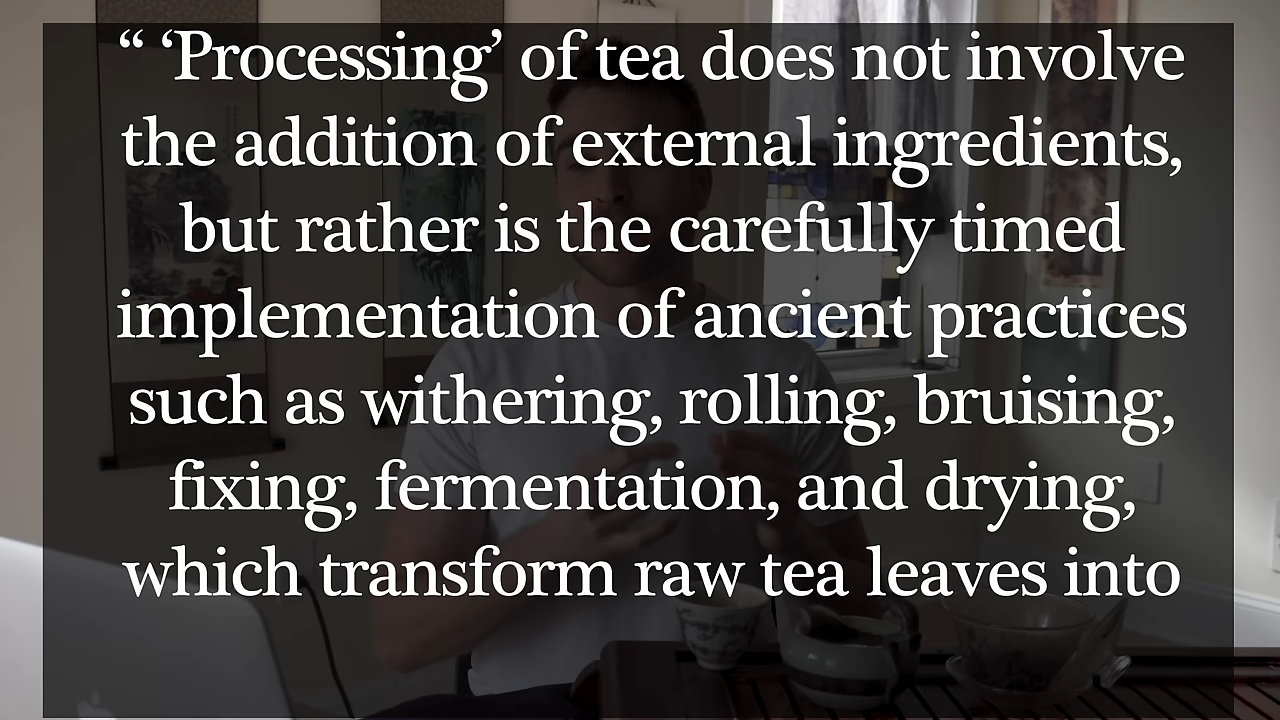 “ ‘Processing’ of tea does not involve
the addition of external ingredients,
but rather is the carefully timed
implementation of ancient practices
such as withering, rolling, bruising,
fixing, fermentation, and drying,
which transform raw tea leaves into